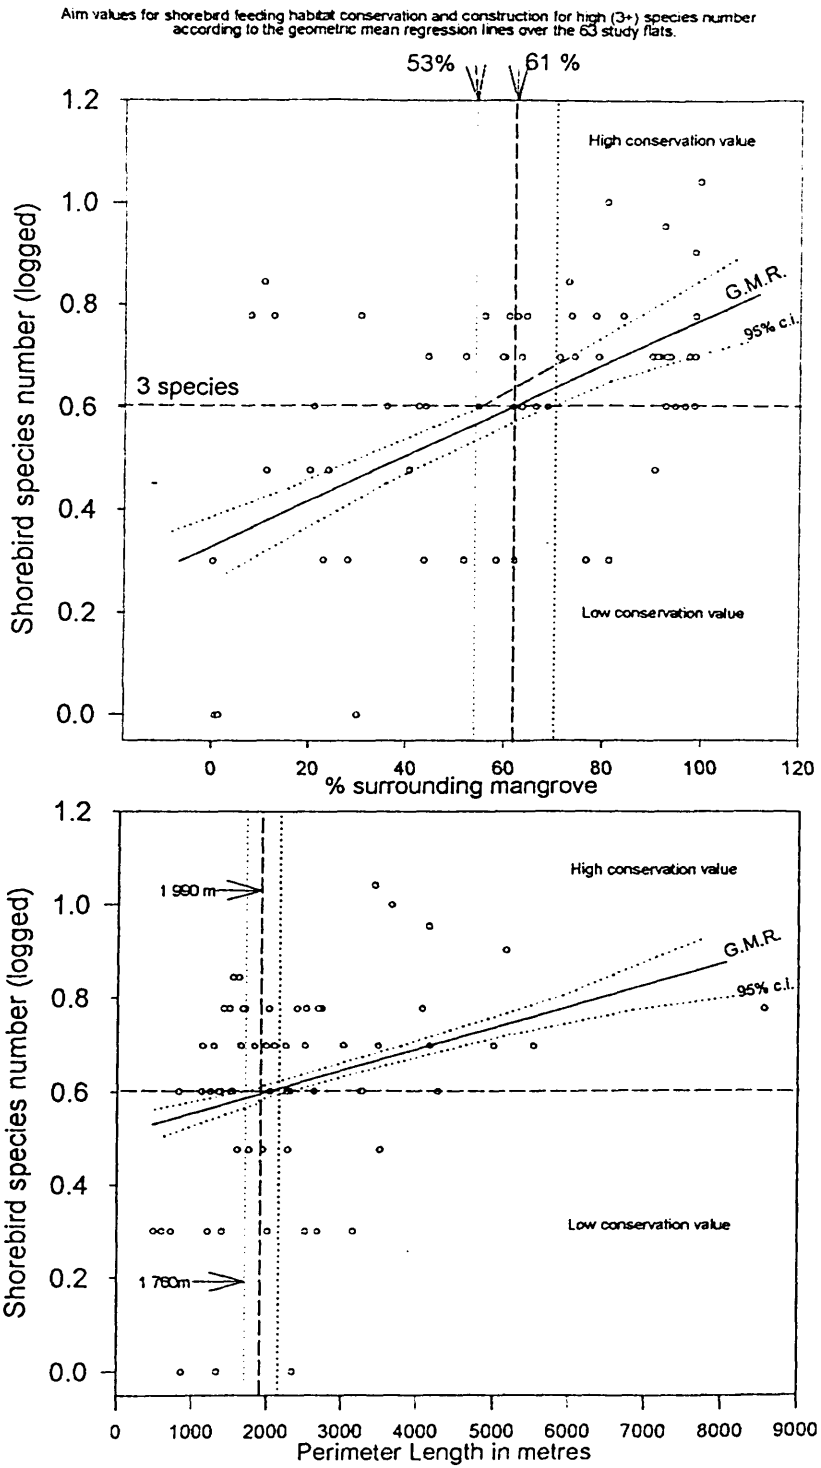 Aim values for shorebird feeding habitat conservation and construction for high (3+) species number
according to the geometric mean regression lines over the 63 study flats.
53% 61 %
1.2
1.0
0.8
0.6
0.4
0.2
0.0
Shorebird species number (logged)
High conservation value
G.M.R.
95% c.i.
3 species
Low conservation value
0 20 40 60 80 100 120
% surrounding mangrove
1.2
1.0
0.8
0.6
0.4
0.2
0.0
Shorebird species number (logged)
High conservation value
1 990 m
G.M.R.
95% c.i.
Low conservation value
1 760m
0 1000 2000 3000 4000 5000 6000 7000 8000 9000
Perimeter Length in metres